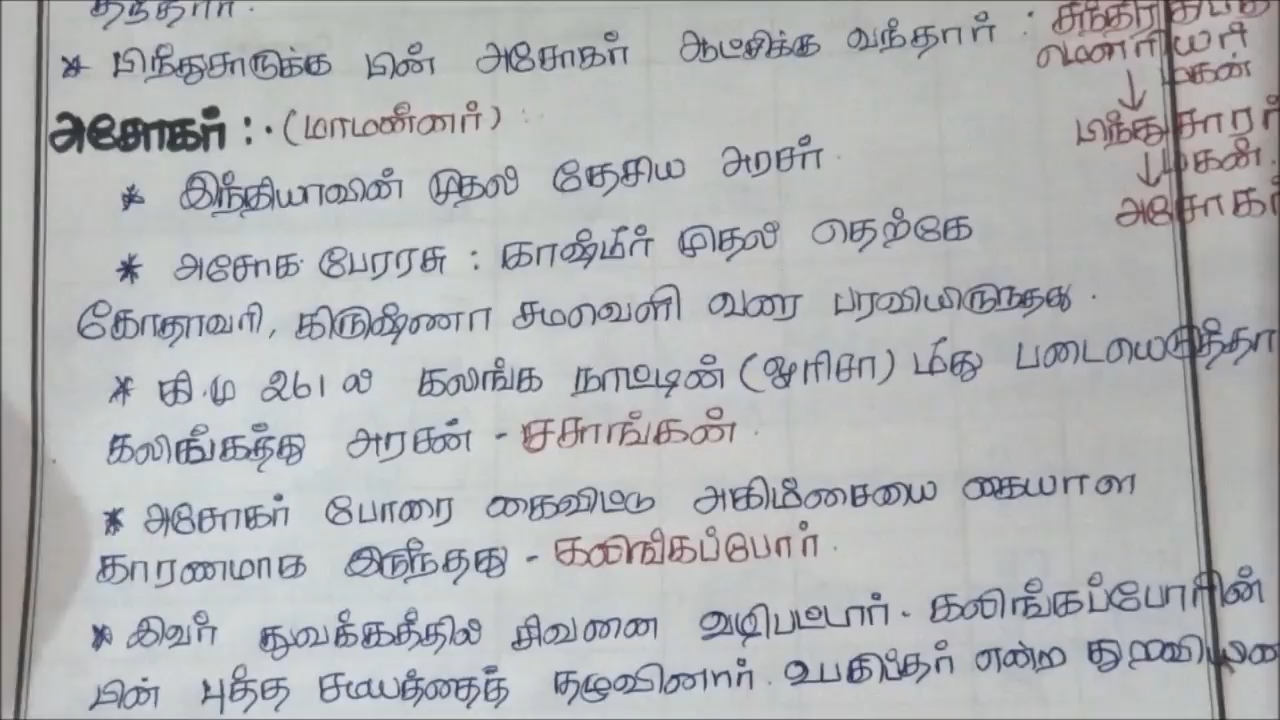 தந்தார்.
* பிந்துசாருக்கு பின் அசோகர் ஆட்சிக்கு வந்தார் :
சந்திர குப்த
மௌரியர்
↓ மகன்
பிந்து சாரர்
↓ மகன்
அசோகர்
அசோகர் : (மாமன்னர்)
* இந்தியாவின் முதல் தேசிய அரசர்.
* அசோக பேரரசு : காஷ்மீர் முதல் தெற்கே
கோதாவரி, கிருஷ்ணா சமவெளி வரை பரவியிருந்தது.
* கி.மு 261 ல் கலிங்க நாட்டின் (ஒரிசா) மீது படையெடுத்தா
கலிங்கத்து அரசன் - சசாங்கன்.
* அசோகர் போரை கைவிட்டு அகிம்சையை கையாள
காரணமாக இருந்தது - கலிங்கப்போர்.
* இவர் துவக்கத்தில் சிவனை வழிபட்டார். கலிங்கப்போரின்
பின் புத்த சமயத்தைத் தழுவினார். உபகுப்தர் என்ற